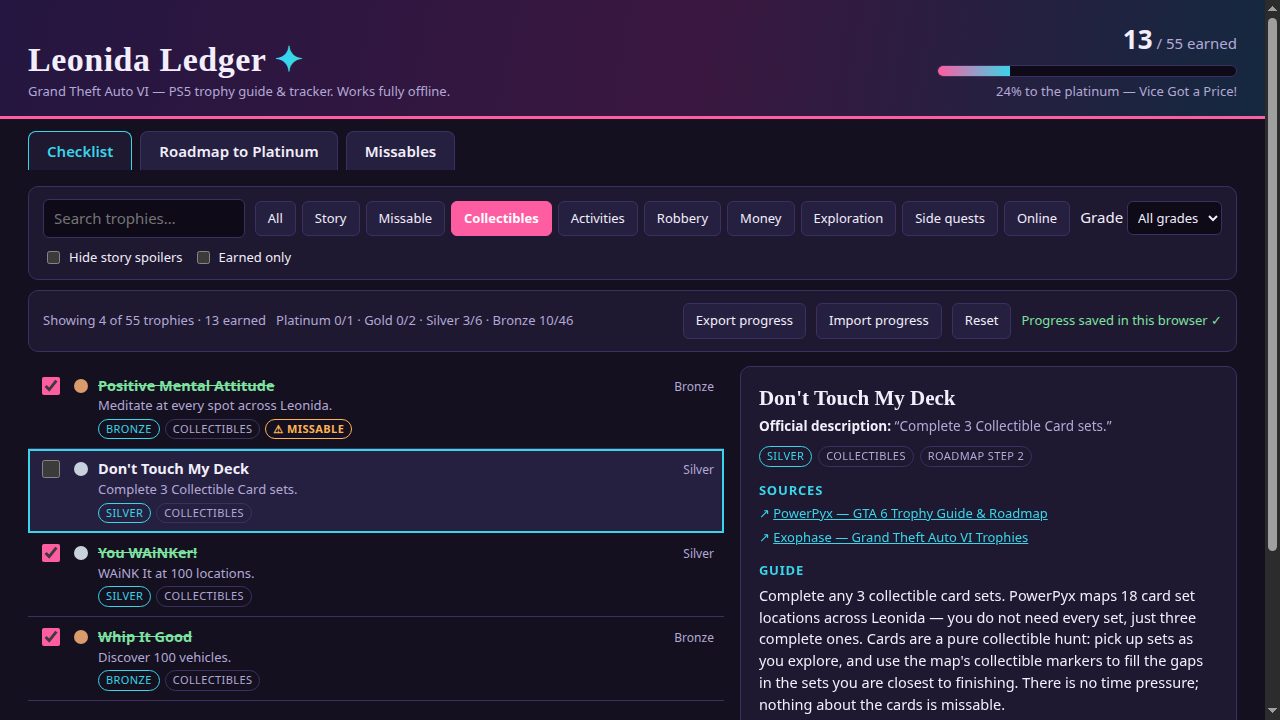 Leonida Ledger ✦
Grand Theft Auto VI — PS5 trophy guide & tracker. Works fully offline.
13 / 55 earned
24% to the platinum — Vice Got a Price!
Checklist
Roadmap to Platinum
Missables
Search trophies...
All
Story
Missable
Collectibles
Activities
Robbery
Money
Exploration
Side quests
Online
Grade
All grades
Hide story spoilers
Earned only
Showing 4 of 55 trophies · 13 earned
Platinum 0/1 · Gold 0/2 · Silver 3/6 · Bronze 10/46
Export progress
Import progress
Reset
Progress saved in this browser ✓
Positive Mental Attitude
Bronze
Meditate at every spot across Leonida.
BRONZE
COLLECTIBLES
⚠ MISSABLE
Don't Touch My Deck
Silver
Complete 3 Collectible Card sets.
SILVER
COLLECTIBLES
You WAiNKer!
Silver
WAiNK It at 100 locations.
SILVER
COLLECTIBLES
Whip It Good
Bronze
Discover 100 vehicles.
BRONZE
COLLECTIBLES
Don't Touch My Deck
Official description: “Complete 3 Collectible Card sets.”
SILVER
COLLECTIBLES
ROADMAP STEP 2
SOURCES
↗ PowerPyx — GTA 6 Trophy Guide & Roadmap
↗ Exophase — Grand Theft Auto VI Trophies
GUIDE
Complete any 3 collectible card sets. PowerPyx maps 18 card set
locations across Leonida — you do not need every set, just three
complete ones. Cards are a pure collectible hunt: pick up sets as
you explore, and use the map's collectible markers to fill the gaps
in the sets you are closest to finishing. There is no time pressure;
nothing about the cards is missable.